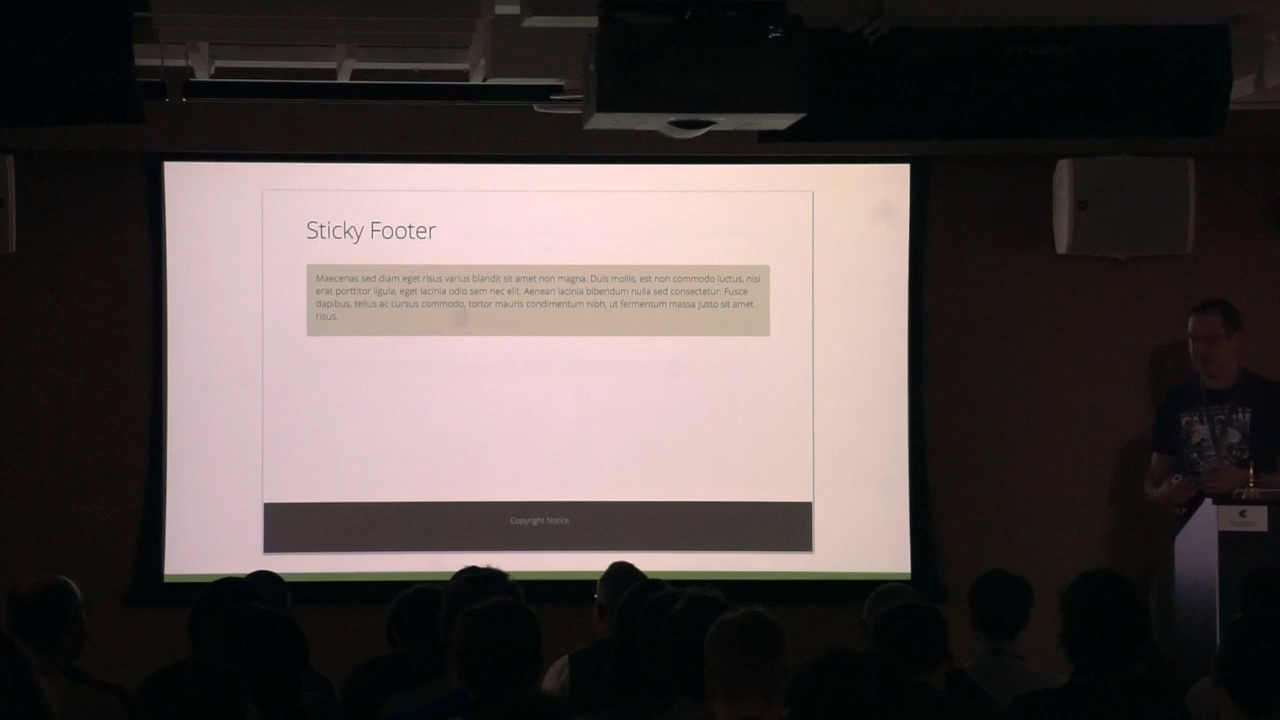 Sticky Footer
Maecenas sed diam eget risus varius blandit sit amet non magna. Duis mollis, est non commodo luctus, nisi
erat porttitor ligula, eget lacinia odio sem nec elit. Aenean lacinia bibendum nulla sed consectetur. Fusce
dapibus, tellus ac cursus commodo, tortor mauris condimentum nibh, ut fermentum massa justo sit amet
risus.
Copyright Notice